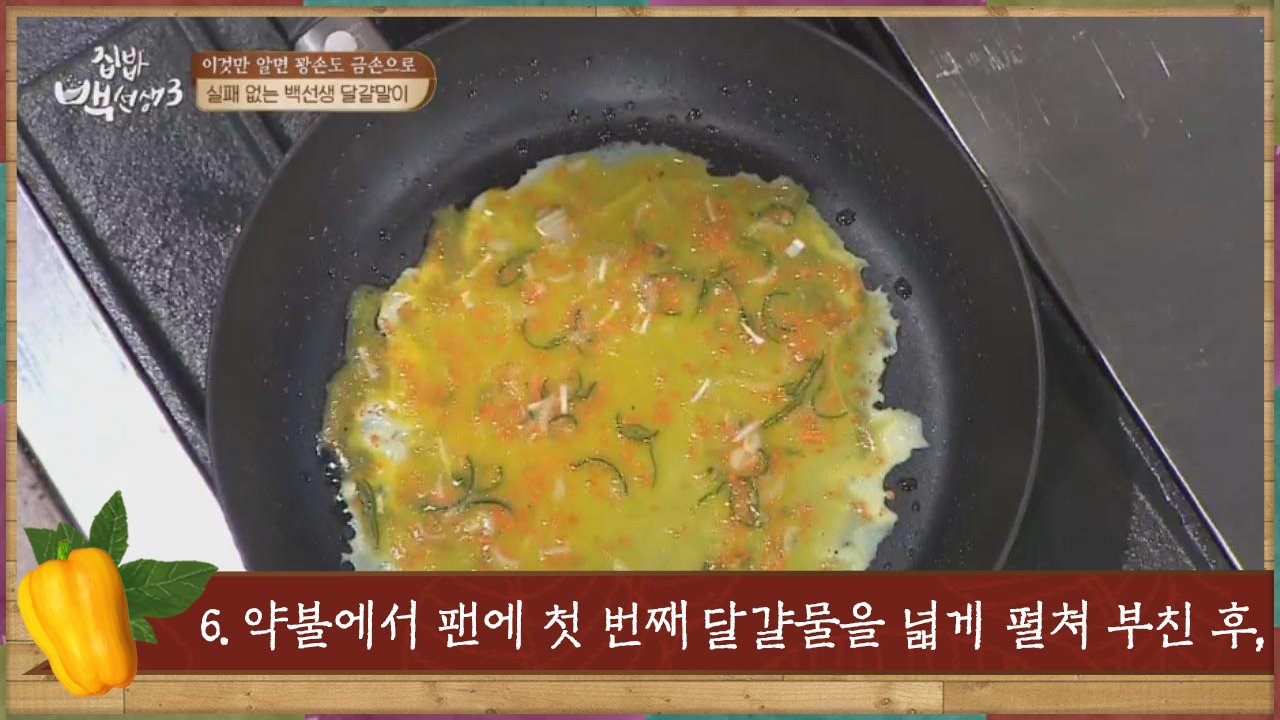 집밥
백선생3
이것만 알면 꽝손도 금손으로
실패 없는 백선생 달걀말이
6. 약불에서 팬에 첫 번째 달걀물을 넓게 펼쳐 부친 후,